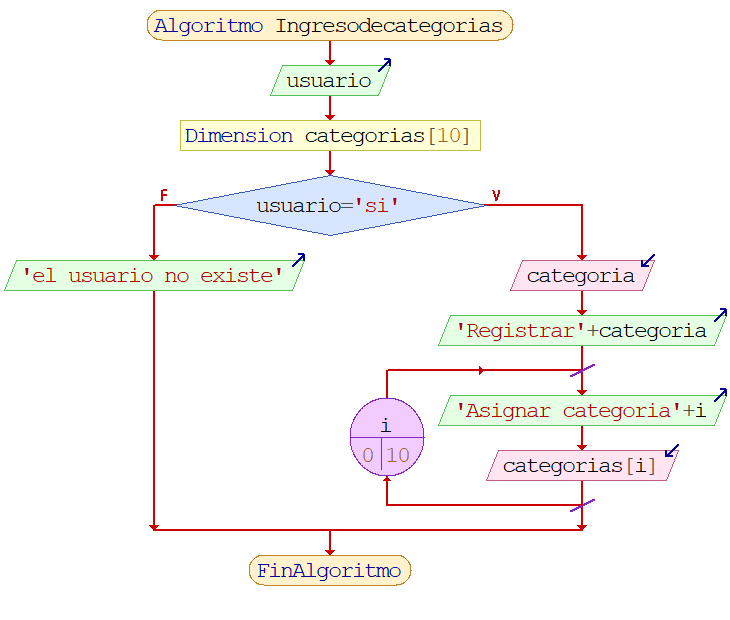 Algoritmo Ingresodecategorias
usuario
Dimension categorias[10]
F
V
usuario='si'
'el usuario no existe'
categoria
'Registrar'+categoria
i
0 10
'Asignar categoria'+i
categorias[i]
FinAlgoritmo